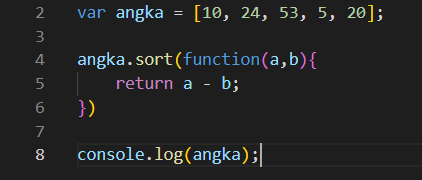 2 var angka = [10, 24, 53, 5, 20];
3
4 angka.sort(function(a,b){
5     return a - b;
6 })
7
8 console.log(angka);